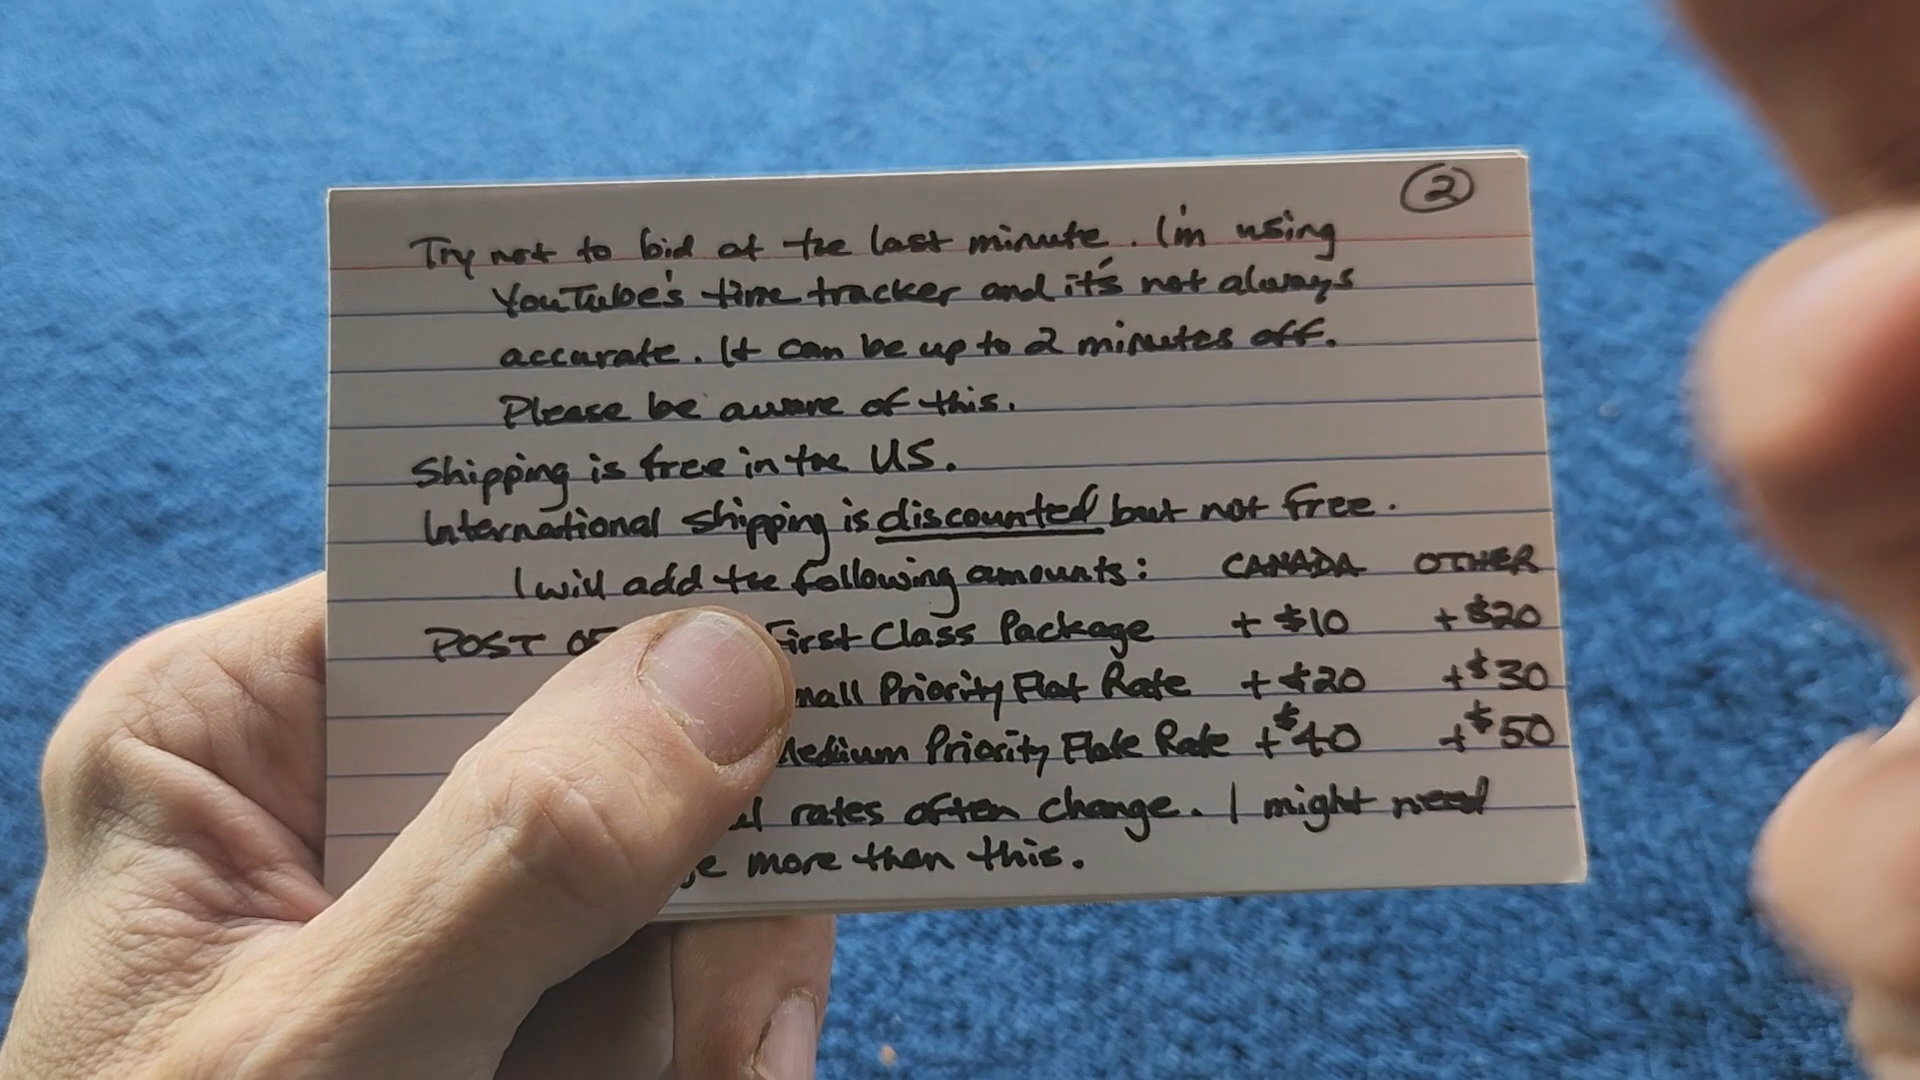 2
Try not to bid at the last minute. I'm using
YouTube's time tracker and it's not always
accurate. It can be up to 2 minutes off.
Please be aware of this.
Shipping is free in the US.
International shipping is discounted but not free.
I will add the following amounts: CANADA OTHER
POST First Class Package +$10 +$20
Priority Flat Rate +$20 +$30
Medium Priority Flate Rate +$40 +$50
rates often change. I might need
more than this.